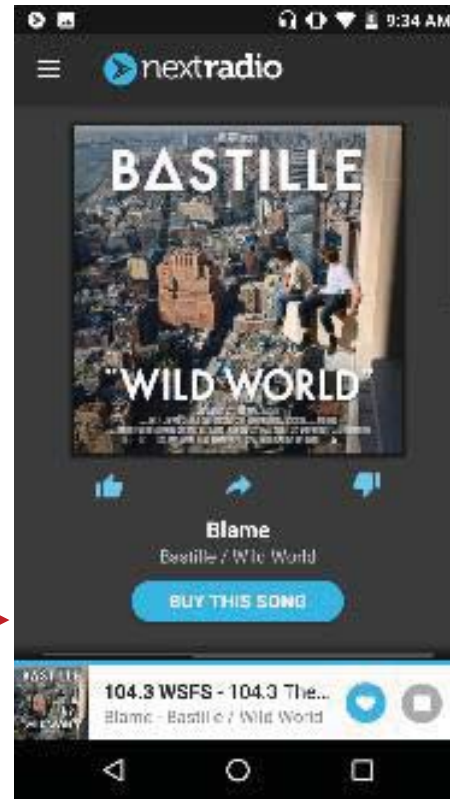 9:34 AM
nextradio
BASTILLE
"WILD WORLD"
Blame
Bastille / Wild World
BUY THIS SONG
BASTILLE
104.3 WSFS - 104.3 The...
Blame - Bastille / Wild World